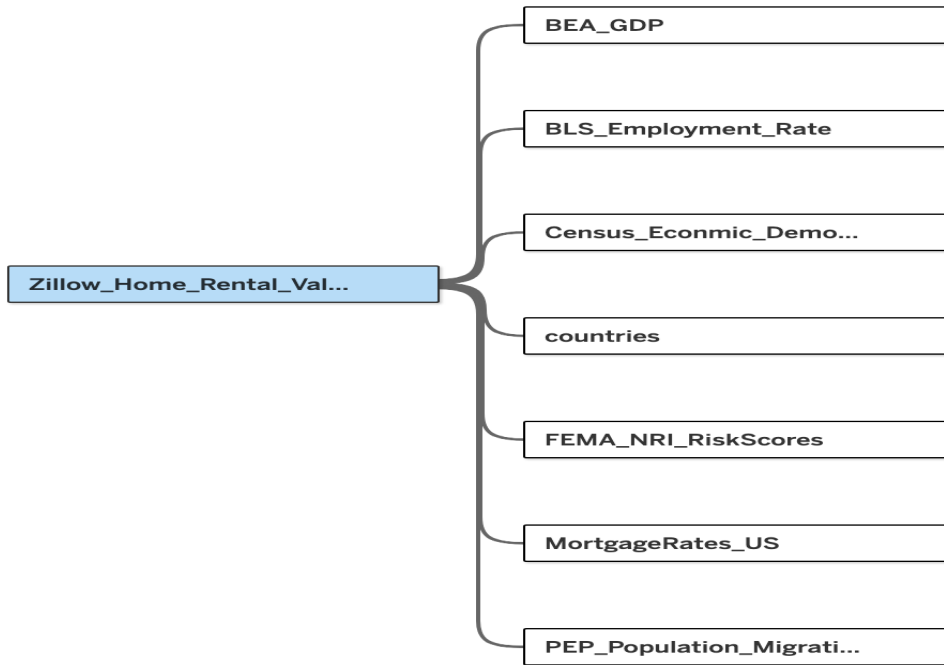 BEA_GDP
BLS_Employment_Rate
Census_Econmic_Demo...
Zillow_Home_Rental_Val...
countries
FEMA_NRI_RiskScores
MortgageRates_US
PEP_Population_Migrati...